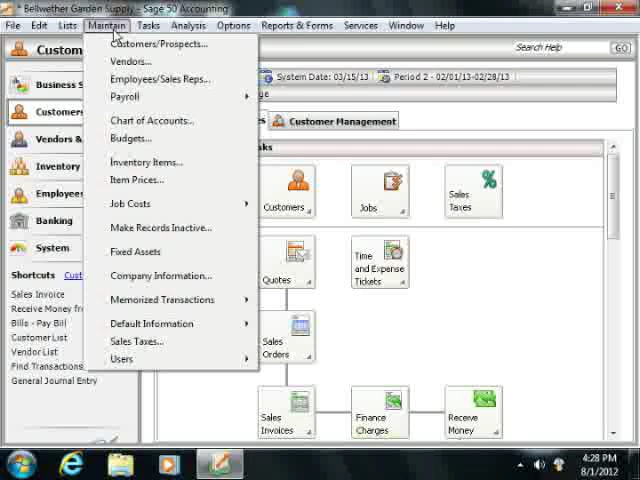 * Bellwether Garden Supply - Sage 50 Accounting
File Edit Lists Maintain Tasks Analysis Options Reports & Forms Services Window Help
Custom
Search Help GO
System Date: 03/15/13 Period 2 - 02/01/13-02/28/13
Business S
Customers
Vendors &
Inventory
Employees
Banking
System
Shortcuts Cust
Sales Invoice
Receive Money fr
Bills - Pay Bill
Customer List
Vendor List
Find Transactions
General Journal Entry
Customers/Prospects...
Vendors...
Employees/Sales Reps...
Payroll
Chart of Accounts...
Budgets...
Inventory Items...
Item Prices...
Job Costs
Make Records Inactive...
Fixed Assets
Company Information...
Memorized Transactions
Default Information
Sales Taxes...
Users
Customer Management
Customers
Jobs
Sales
Taxes
Quotes
Time
and Expense
Tickets
Sales
Orders
Sales
Invoices
Finance
Charges
Receive
Money
4:28 PM
8/1/2012